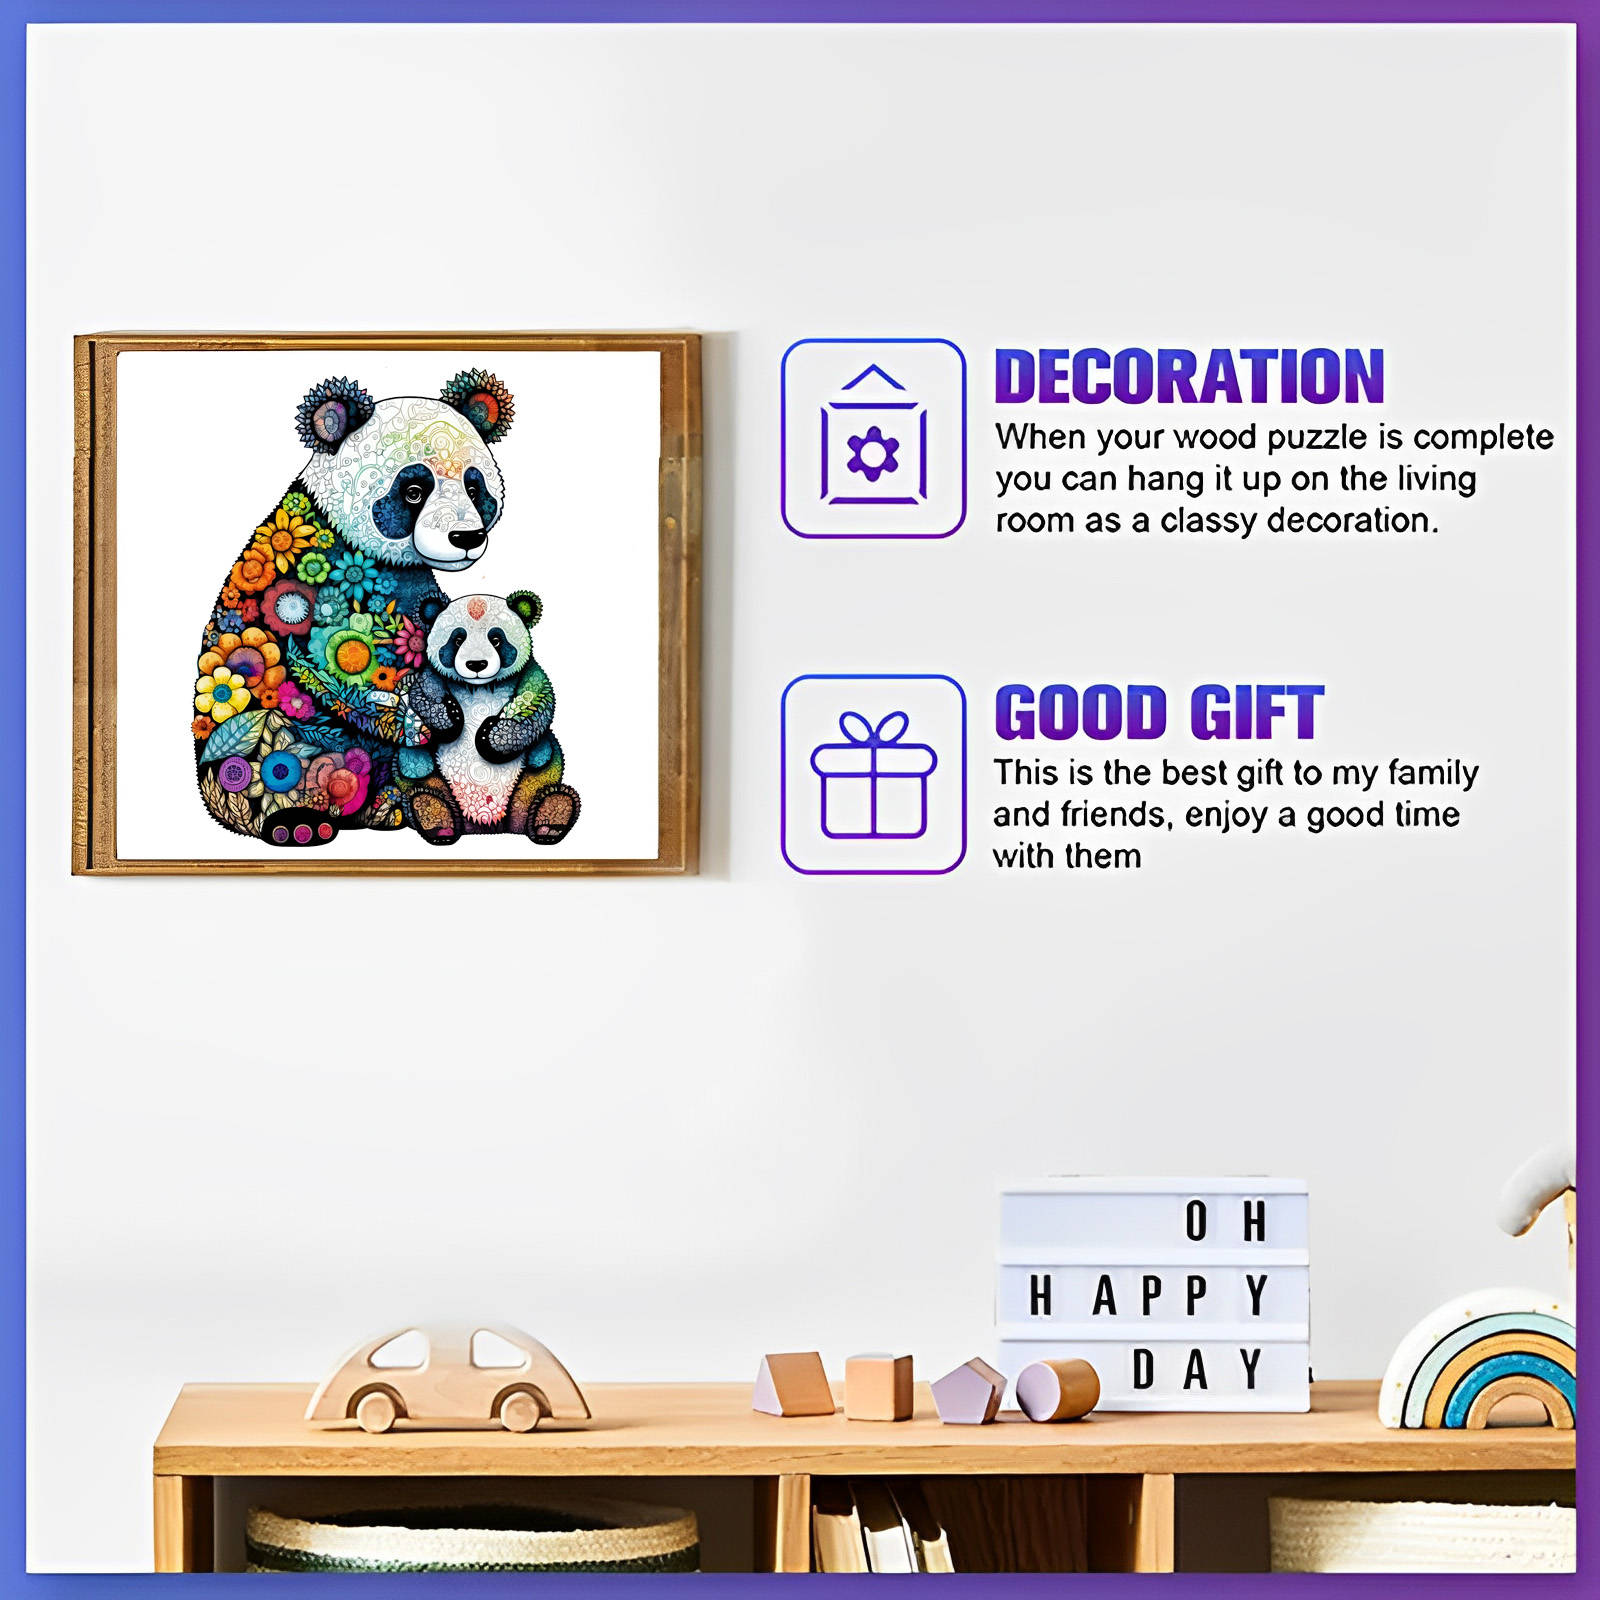 DECORATION
When your wood puzzle is complete
you can hang it up on the living
room as a classy decoration.
GOOD GIFT
This is the best gift to my family
and friends, enjoy a good time
with them
OH
HAPPY
DAY